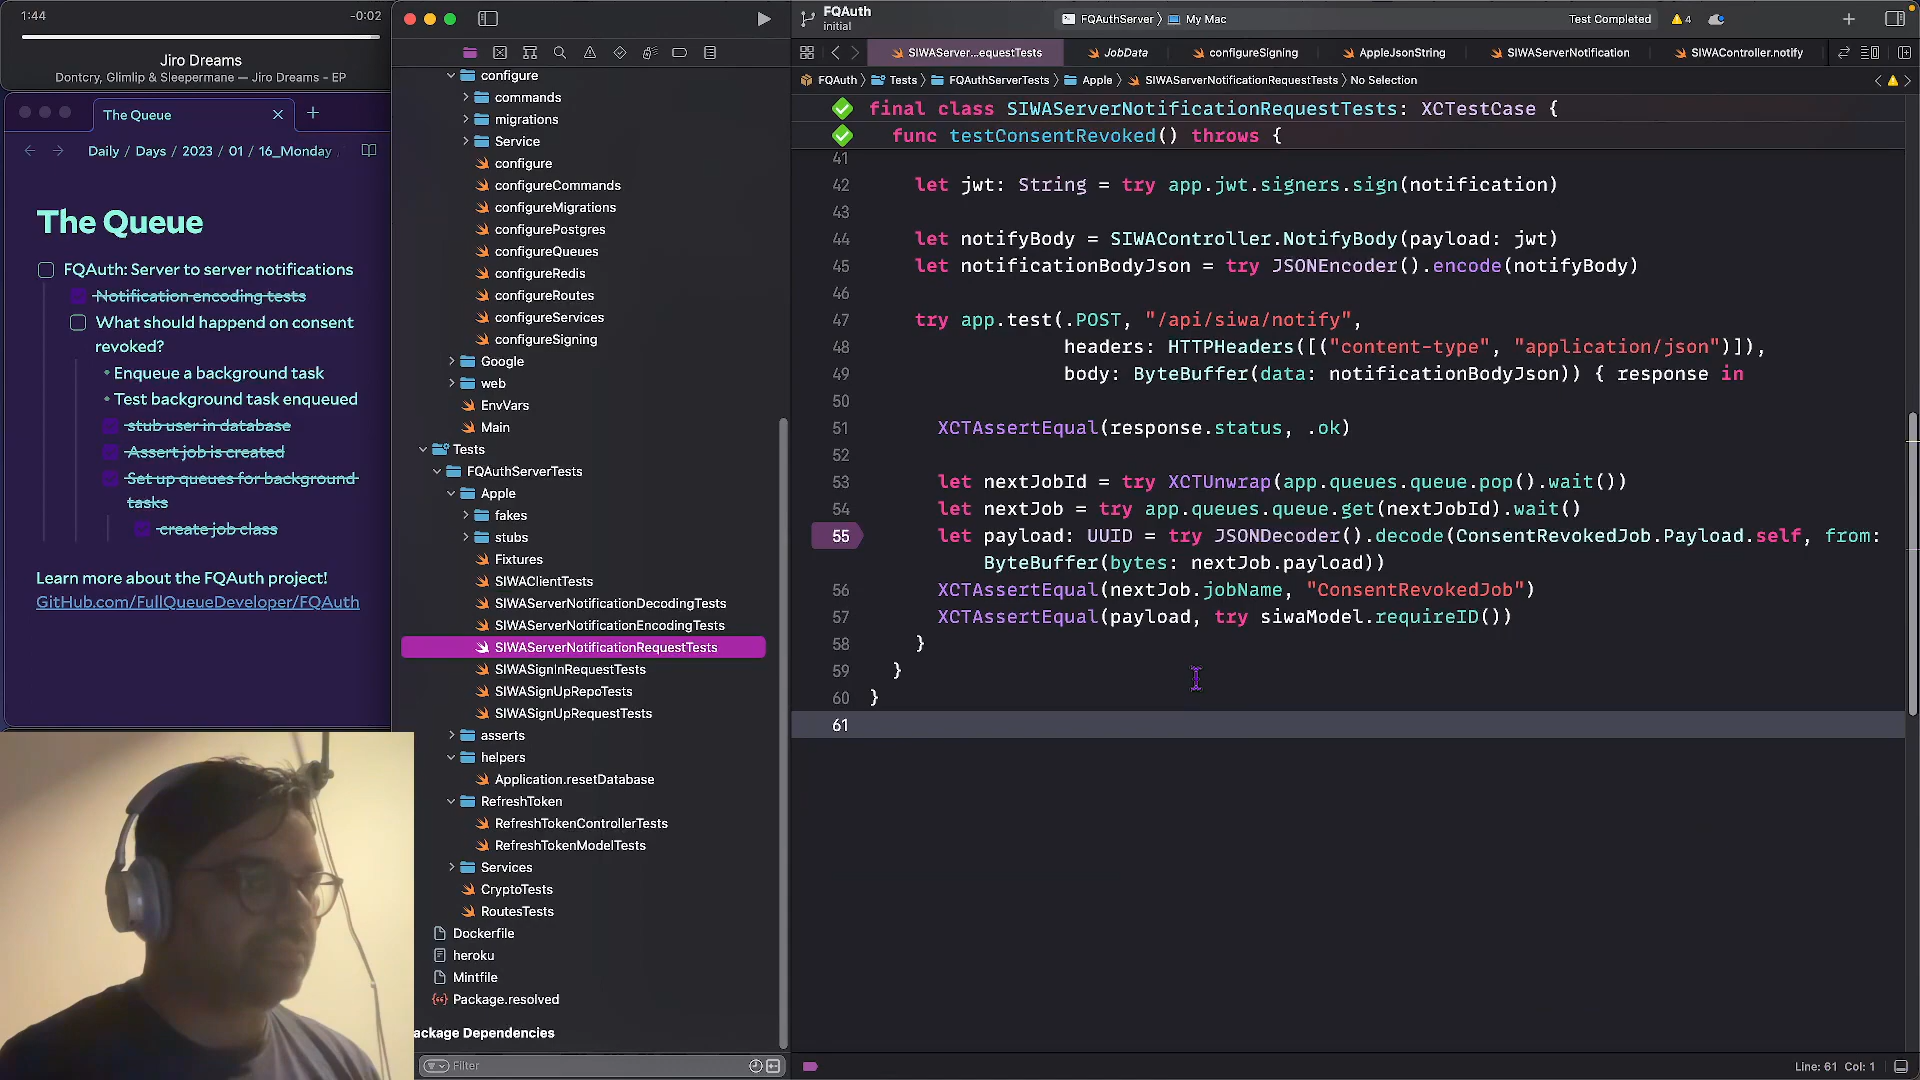 1:44
-0:02
Jiro Dreams
Dontcry, Glimlip & Sleepermane — Jiro Dreams - EP
The Queue
Daily / Days / 2023 / 01 / 16_Monday
The Queue
FQAuth: Server to server notifications
Notification encoding tests
What should happend on consent
revoked?
• Enqueue a background task
• Test background task enqueued
stub user in database
Assert job is created
Set up queues for background
tasks
create job class
Learn more about the FQAuth project!
GitHub.com/FullQueueDeveloper/FQAuth
configure
commands
migrations
Service
configure
configureCommands
configureMigrations
configurePostgres
configureQueues
configureRedis
configureRoutes
configureServices
configureSigning
Google
web
EnvVars
Main
Tests
FQAuthServerTests
Apple
fakes
stubs
Fixtures
SIWAClientTests
SIWAServerNotificationDecodingTests
SIWAServerNotificationEncodingTests
SIWAServerNotificationRequestTests
SIWASignInRequestTests
SIWASignUpRepoTests
SIWASignUpRequestTests
asserts
helpers
Application.resetDatabase
RefreshToken
RefreshTokenControllerTests
RefreshTokenModelTests
Services
CryptoTests
RoutesTests
Dockerfile
heroku
Mintfile
Package.resolved
ackage Dependencies
Filter
FQAuth
initial
FQAuthServer 〉 My Mac
Test Completed
4
SIWAServer...equestTests
JobData
configureSigning
AppleJsonString
SIWAServerNotification
SIWAController.notify
FQAuth 〉 Tests 〉 FQAuthServerTests 〉 Apple 〉 SIWAServerNotificationRequestTests 〉 No Selection
final class SIWAServerNotificationRequestTests: XCTestCase {
func testConsentRevoked() throws {
41
42 let jwt: String = try app.jwt.signers.sign(notification)
43
44 let notifyBody = SIWAController.NotifyBody(payload: jwt)
45 let notificationBodyJson = try JSONEncoder().encode(notifyBody)
46
47 try app.test(.POST, "/api/siwa/notify",
48 headers: HTTPHeaders([("content-type", "application/json")]),
49 body: ByteBuffer(data: notificationBodyJson)) { response in
50
51 XCTAssertEqual(response.status, .ok)
52
53 let nextJobId = try XCTUnwrap(app.queues.queue.pop().wait())
54 let nextJob = try app.queues.queue.get(nextJobId).wait()
55 let payload: UUID = try JSONDecoder().decode(ConsentRevokedJob.Payload.self, from:
ByteBuffer(bytes: nextJob.payload))
56 XCTAssertEqual(nextJob.jobName, "ConsentRevokedJob")
57 XCTAssertEqual(payload, try siwaModel.requireID())
58 }
59 }
60 }
61
Line: 61 Col: 1